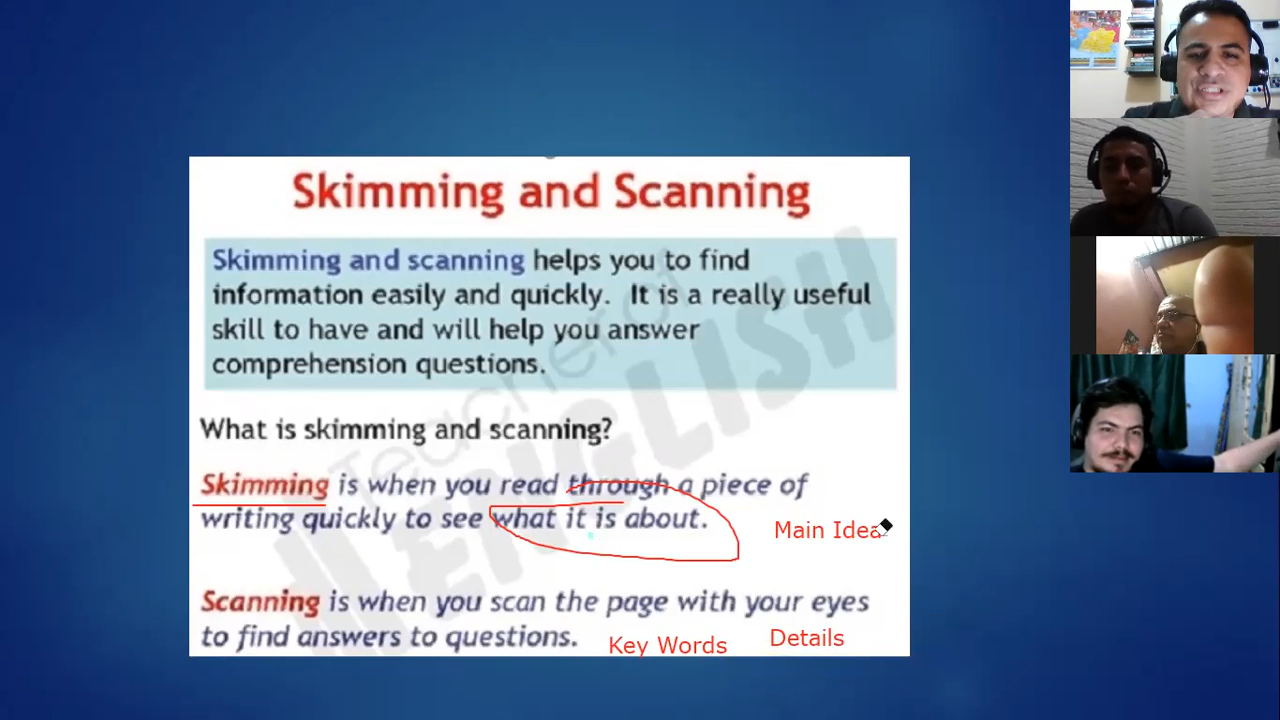 Skimming and Scanning
Skimming and scanning helps you to find
information easily and quickly. It is a really useful
skill to have and will help you answer
comprehension questions.
What is skimming and scanning?
Skimming is when you read through a piece of
writing quickly to see what it is about.
Main Idea
Scanning is when you scan the page with your eyes
to find answers to questions.
Key Words
Details
Teacher of
ENGLISH